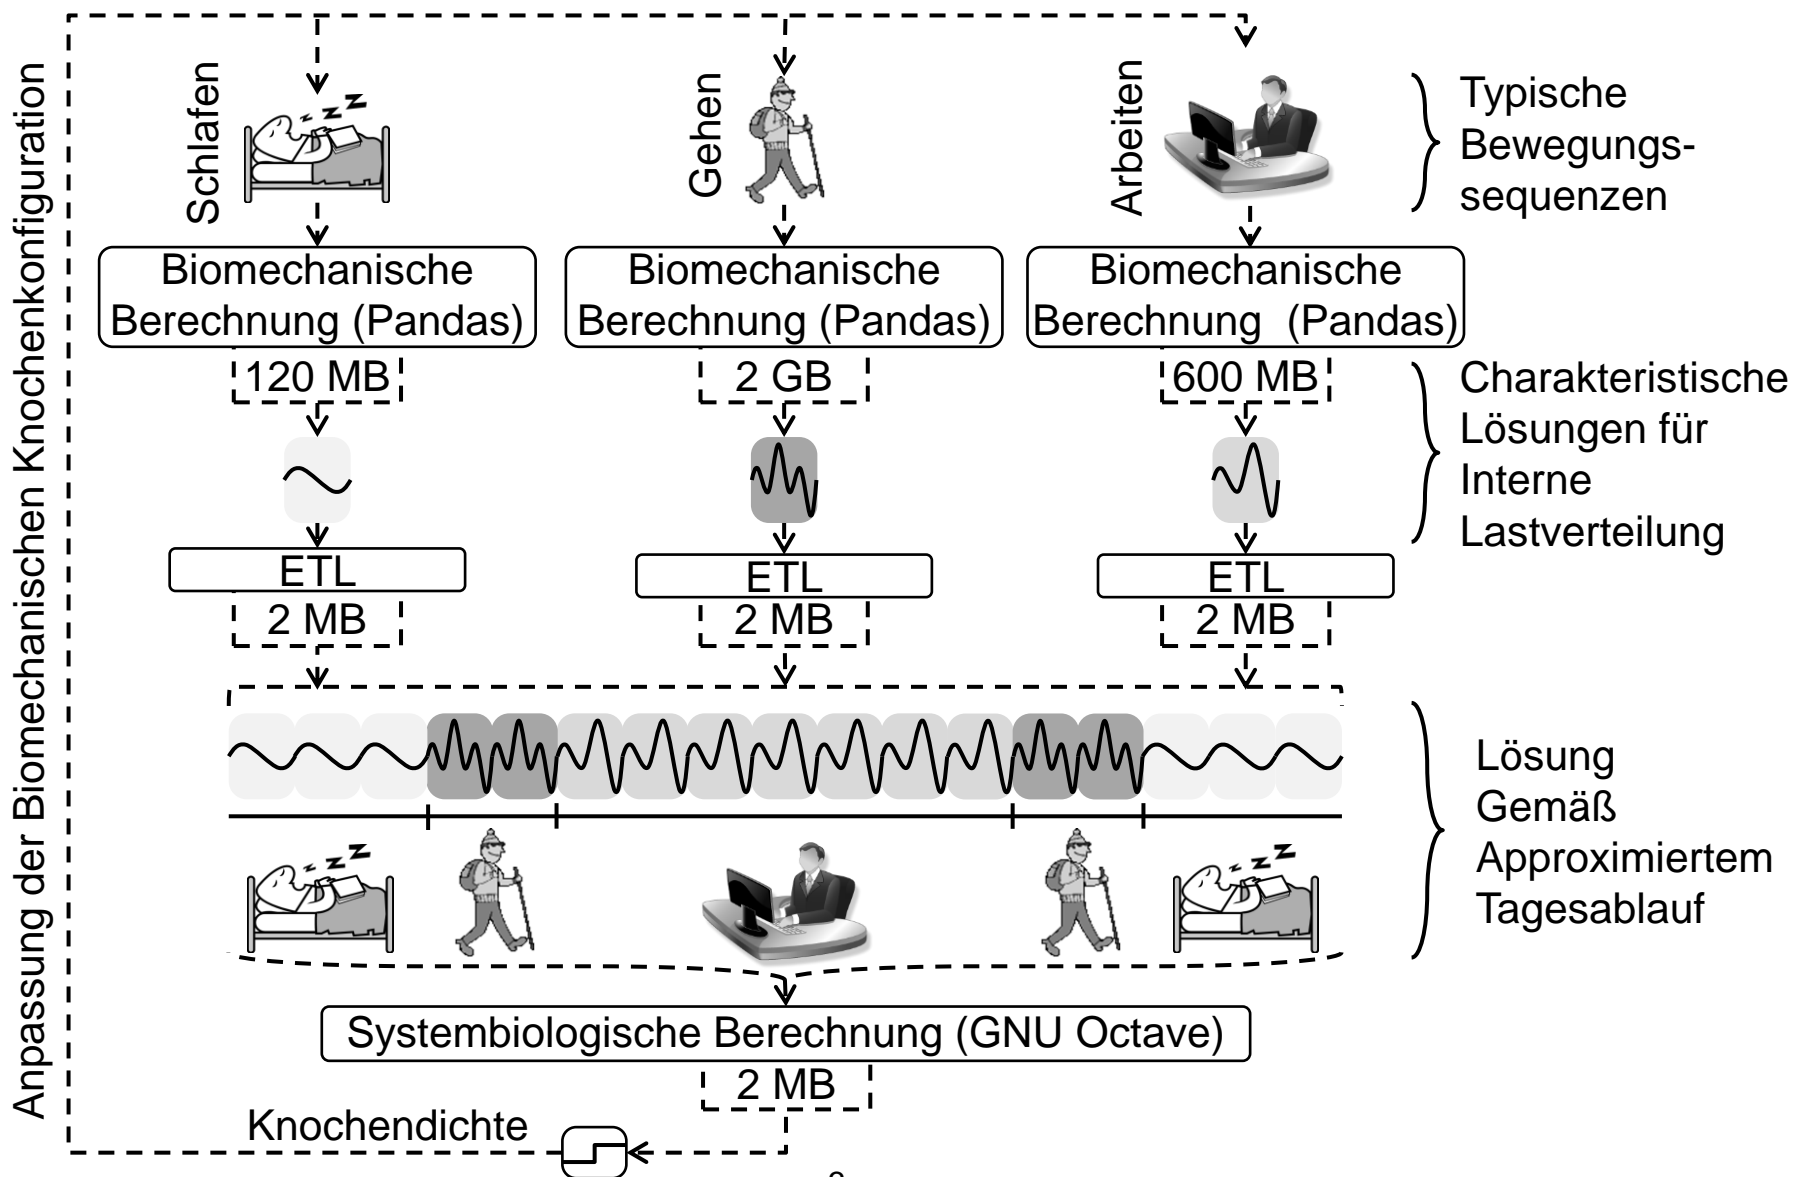 Anpassung der Biomechanischen Knochenkonfiguration
Schlafen
Gehen
Arbeiten
Typische
Bewegungs-
sequenzen
Biomechanische
Berechnung (Pandas)
Biomechanische
Berechnung (Pandas)
Biomechanische
Berechnung (Pandas)
120 MB
2 GB
600 MB
Charakteristische
Lösungen für
Interne
Lastverteilung
ETL
ETL
ETL
2 MB
2 MB
2 MB
Lösung
Gemäß
Approximiertem
Tagesablauf
z z z
z z z
z z z
Systembiologische Berechnung (GNU Octave)
2 MB
Knochendichte